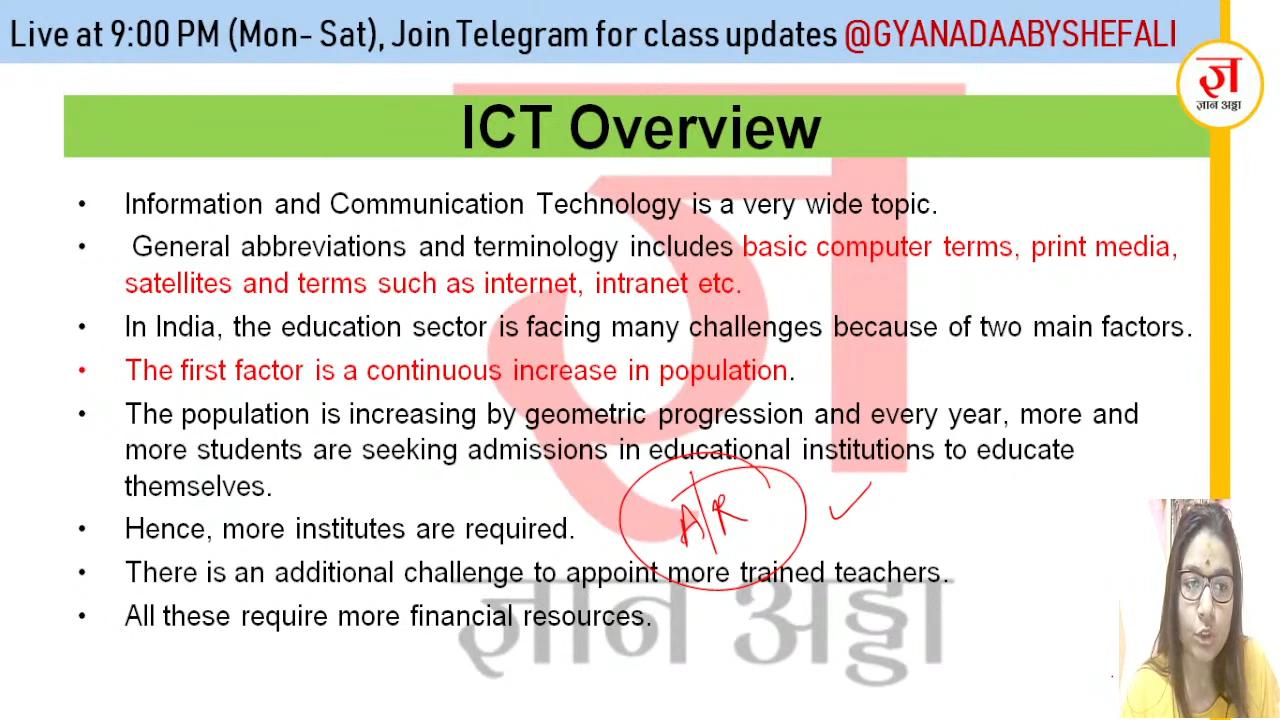 Live at 9:00 PM (Mon- Sat), Join Telegram for class updates @GYANADAABYSHEFALI
ज्ञ
ज्ञान अड्डा
ICT Overview
• Information and Communication Technology is a very wide topic.
• General abbreviations and terminology includes basic computer terms, print media,
satellites and terms such as internet, intranet etc.
• In India, the education sector is facing many challenges because of two main factors.
• The first factor is a continuous increase in population.
• The population is increasing by geometric progression and every year, more and
more students are seeking admissions in educational institutions to educate
themselves.
• Hence, more institutes are required.
A/R
• There is an additional challenge to appoint more trained teachers.
• All these require more financial resources.
ज्ञान अड्डा